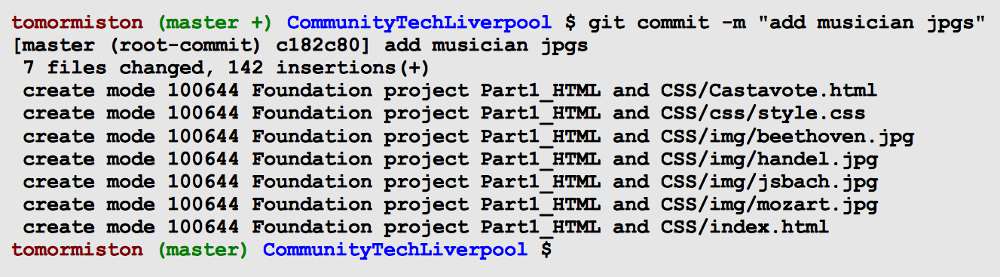 tomormiston (master +) CommunityTechLiverpool $ git commit -m "add musician jpgs"
[master (root-commit) c182c80] add musician jpgs
 7 files changed, 142 insertions(+)
 create mode 100644 Foundation project Part1_HTML and CSS/Castavote.html
 create mode 100644 Foundation project Part1_HTML and CSS/css/style.css
 create mode 100644 Foundation project Part1_HTML and CSS/img/beethoven.jpg
 create mode 100644 Foundation project Part1_HTML and CSS/img/handel.jpg
 create mode 100644 Foundation project Part1_HTML and CSS/img/jsbach.jpg
 create mode 100644 Foundation project Part1_HTML and CSS/img/mozart.jpg
 create mode 100644 Foundation project Part1_HTML and CSS/index.html
tomormiston (master) CommunityTechLiverpool $